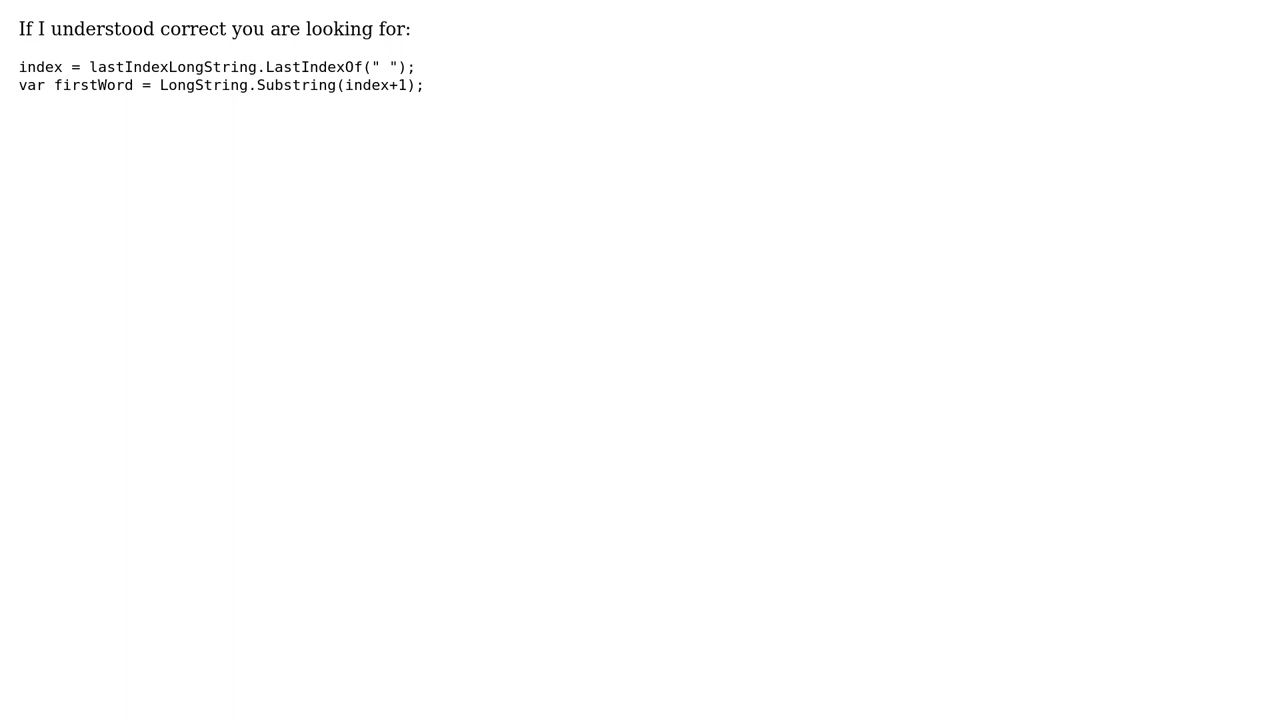 If I understood correct you are looking for:
index = lastIndexLongString.LastIndexOf(" ");
var firstWord = LongString.Substring(index+1);